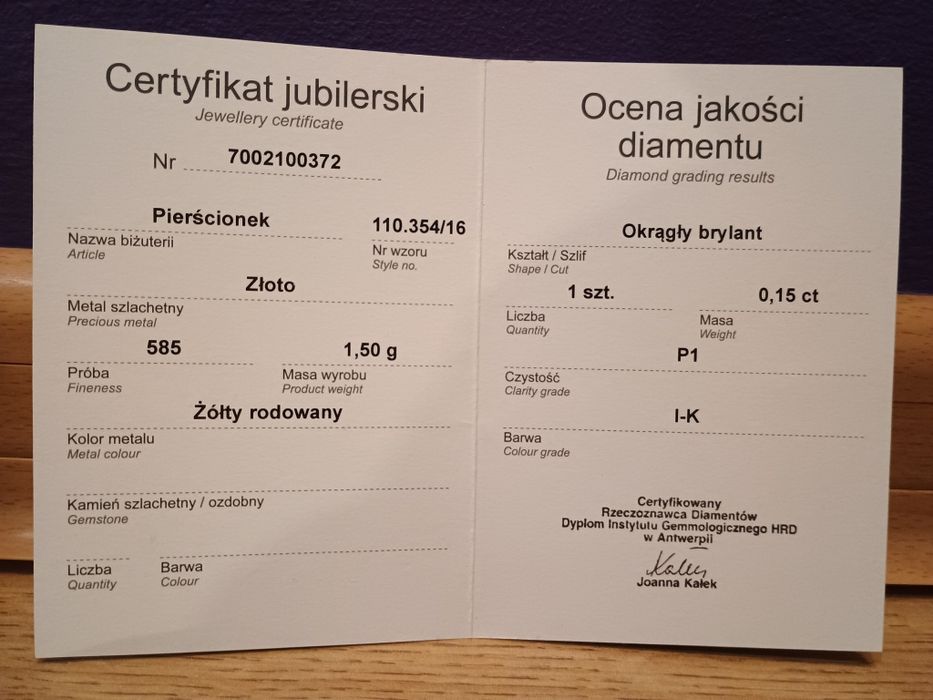 Certyfikat jubilerski
Jewellery certificate
Nr 7002100372
Pierścionek 110.354/16
Nazwa biżuterii Nr wzoru
Article Style no.
Złoto
Metal szlachetny
Precious metal
585 1,50 g
Próba Masa wyrobu
Fineness Product weight
Żółty rodowany
Kolor metalu
Metal colour
Kamień szlachetny / ozdobny
Gemstone
Liczba Barwa
Quantity Colour
Ocena jakości
diamentu
Diamond grading results
Okrągły brylant
Kształt / Szlif
Shape / Cut
1 szt. 0,15 ct
Liczba Masa
Quantity Weight
P1
Czystość
Clarity grade
I-K
Barwa
Colour grade
Certyfikowany
Rzeczoznawca Diamentów
Dyplom Instytutu Gemmologicznego HRD
w Antwerpii
Kałek
Joanna Kałek